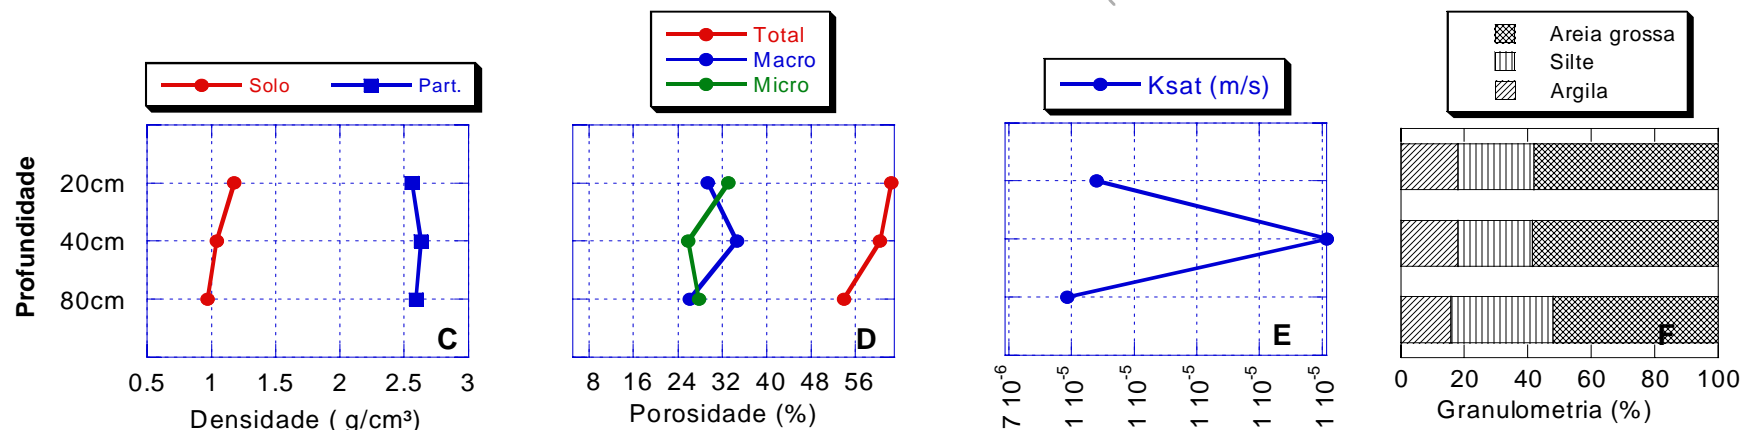 Solo
Part.
Profundidade
20cm
40cm
80cm
C
0.5 1 1.5 2 2.5 3
Densidade ( g/cm³)
Total
Macro
Micro
D
8 16 24 32 40 48 56
Porosidade (%)
Ksat (m/s)
E
7 10⁻⁶
1 10⁻⁵
1 10⁻⁵
1 10⁻⁵
1 10⁻⁵
1 10⁻⁵
Areia grossa
Silte
Argila
F
0 20 40 60 80 100
Granulometria (%)